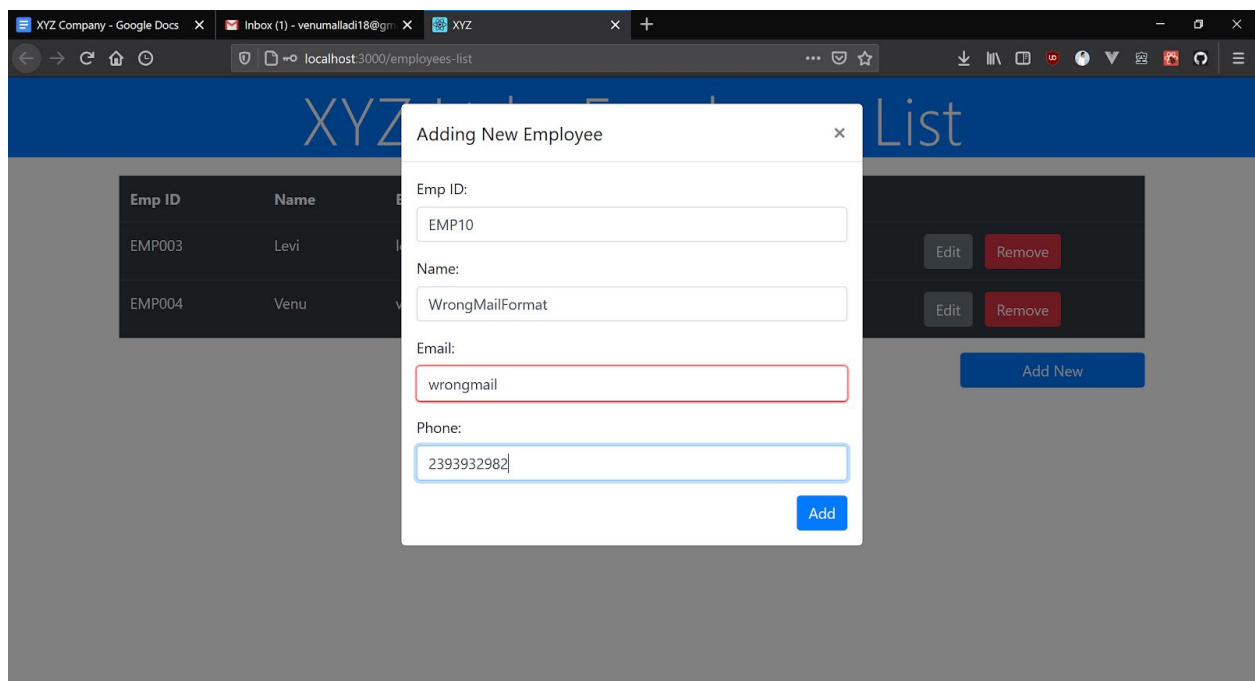 XYZ Company - Google Docs
Inbox (1) - venumalladi18@gm
XYZ
localhost:3000/employees-list
XYZ List
Adding New Employee
Emp ID:
EMP10
Name:
WrongMailFormat
Email:
wrongmail
Phone:
2393932982
Add
Emp ID Name
EMP003 Levi Edit Remove
EMP004 Venu Edit Remove
Add New